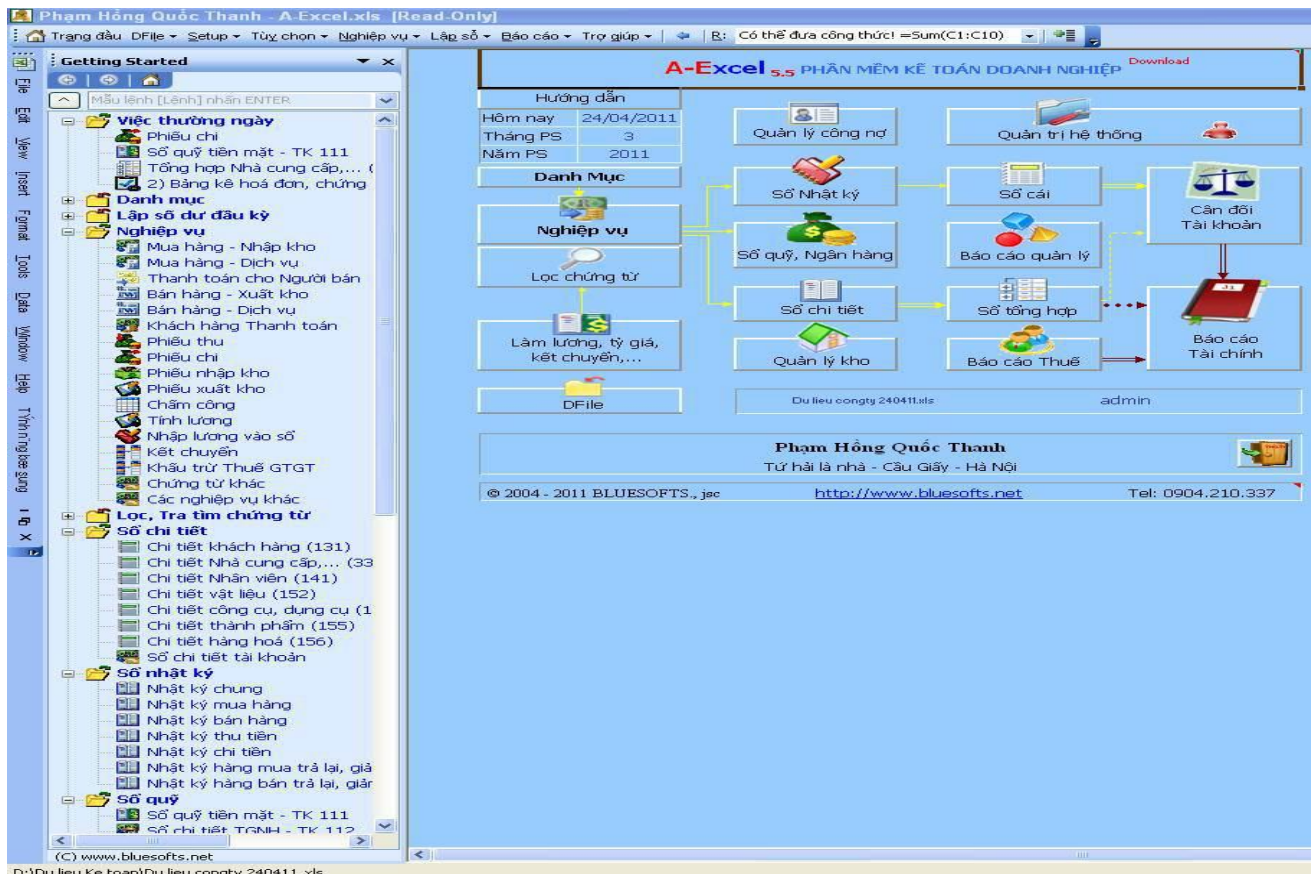 Phạm Hồng Quốc Thanh - A-Excel.xls [Read-Only]
Trang đầu DFile Setup Tùy chọn Nghiệp vụ Lập sổ Báo cáo Trợ giúp R: Có thể đưa công thức! =Sum(C1:C10)
File
Edit
View
Insert
Format
Tools
Data
Window
Help
Getting Started
Mẫu lệnh [Lệnh] nhấn ENTER
Việc thường ngày
Phiếu chi
Sổ quỹ tiền mặt - TK 111
Tổng hợp Nhà cung cấp,... (
2) Bảng kê hoá đơn, chứng
Danh mục
Lập số dư đầu kỳ
Nghiệp vụ
Mua hàng - Nhập kho
Mua hàng - Dịch vụ
Thanh toán cho Người bán
Bán hàng - Xuất kho
Bán hàng - Dịch vụ
Khách hàng Thanh toán
Phiếu thu
Phiếu chi
Phiếu nhập kho
Phiếu xuất kho
Chấm công
Tính lương
Nhập lương vào sổ
Kết chuyển
Khấu trừ Thuế GTGT
Chứng từ khác
Các nghiệp vụ khác
Lọc, Tra tìm chứng từ
Sổ chi tiết
Chi tiết khách hàng (131)
Chi tiết Nhà cung cấp,... (33
Chi tiết Nhân viên (141)
Chi tiết vật liệu (152)
Chi tiết công cụ, dụng cụ (1
Chi tiết thành phẩm (155)
Chi tiết hàng hoá (156)
Sổ chi tiết tài khoản
Sổ nhật ký
Nhật ký chung
Nhật ký mua hàng
Nhật ký bán hàng
Nhật ký thu tiền
Nhật ký chi tiền
Nhật ký hàng mua trả lại, giả
Nhật ký hàng bán trả lại, giảm
Sổ quỹ
Sổ quỹ tiền mặt - TK 111
Sổ chi tiết TGNH - TK 112
(C) www.bluesofts.net
A-Excel 5.5 PHẦN MỀM KẾ TOÁN DOANH NGHIỆP Download
Hướng dẫn
Hôm nay 24/04/2011
Tháng PS 3
Năm PS 2011
Danh Mục
Nghiệp vụ
Lọc chứng từ
Làm lương, tỷ giá,
kết chuyển,...
DFile
Quản lý công nợ
Quản trị hệ thống
Sổ Nhật ký
Sổ cái
Cân đối
Tài khoản
Sổ quỹ, Ngân hàng
Báo cáo quản lý
Sổ chi tiết
Sổ tổng hợp
Báo cáo
Tài chính
Quản lý kho
Báo cáo Thuế
Du lieu congty 240411.xls admin
Phạm Hồng Quốc Thanh
Tứ hải là nhà - Cầu Giấy - Hà Nội
© 2004 - 2011 BLUESOFTS., jsc http://www.bluesofts.net Tel: 0904.210.337
D:\Du lieu Ke toan\Du lieu congty 240411.xls